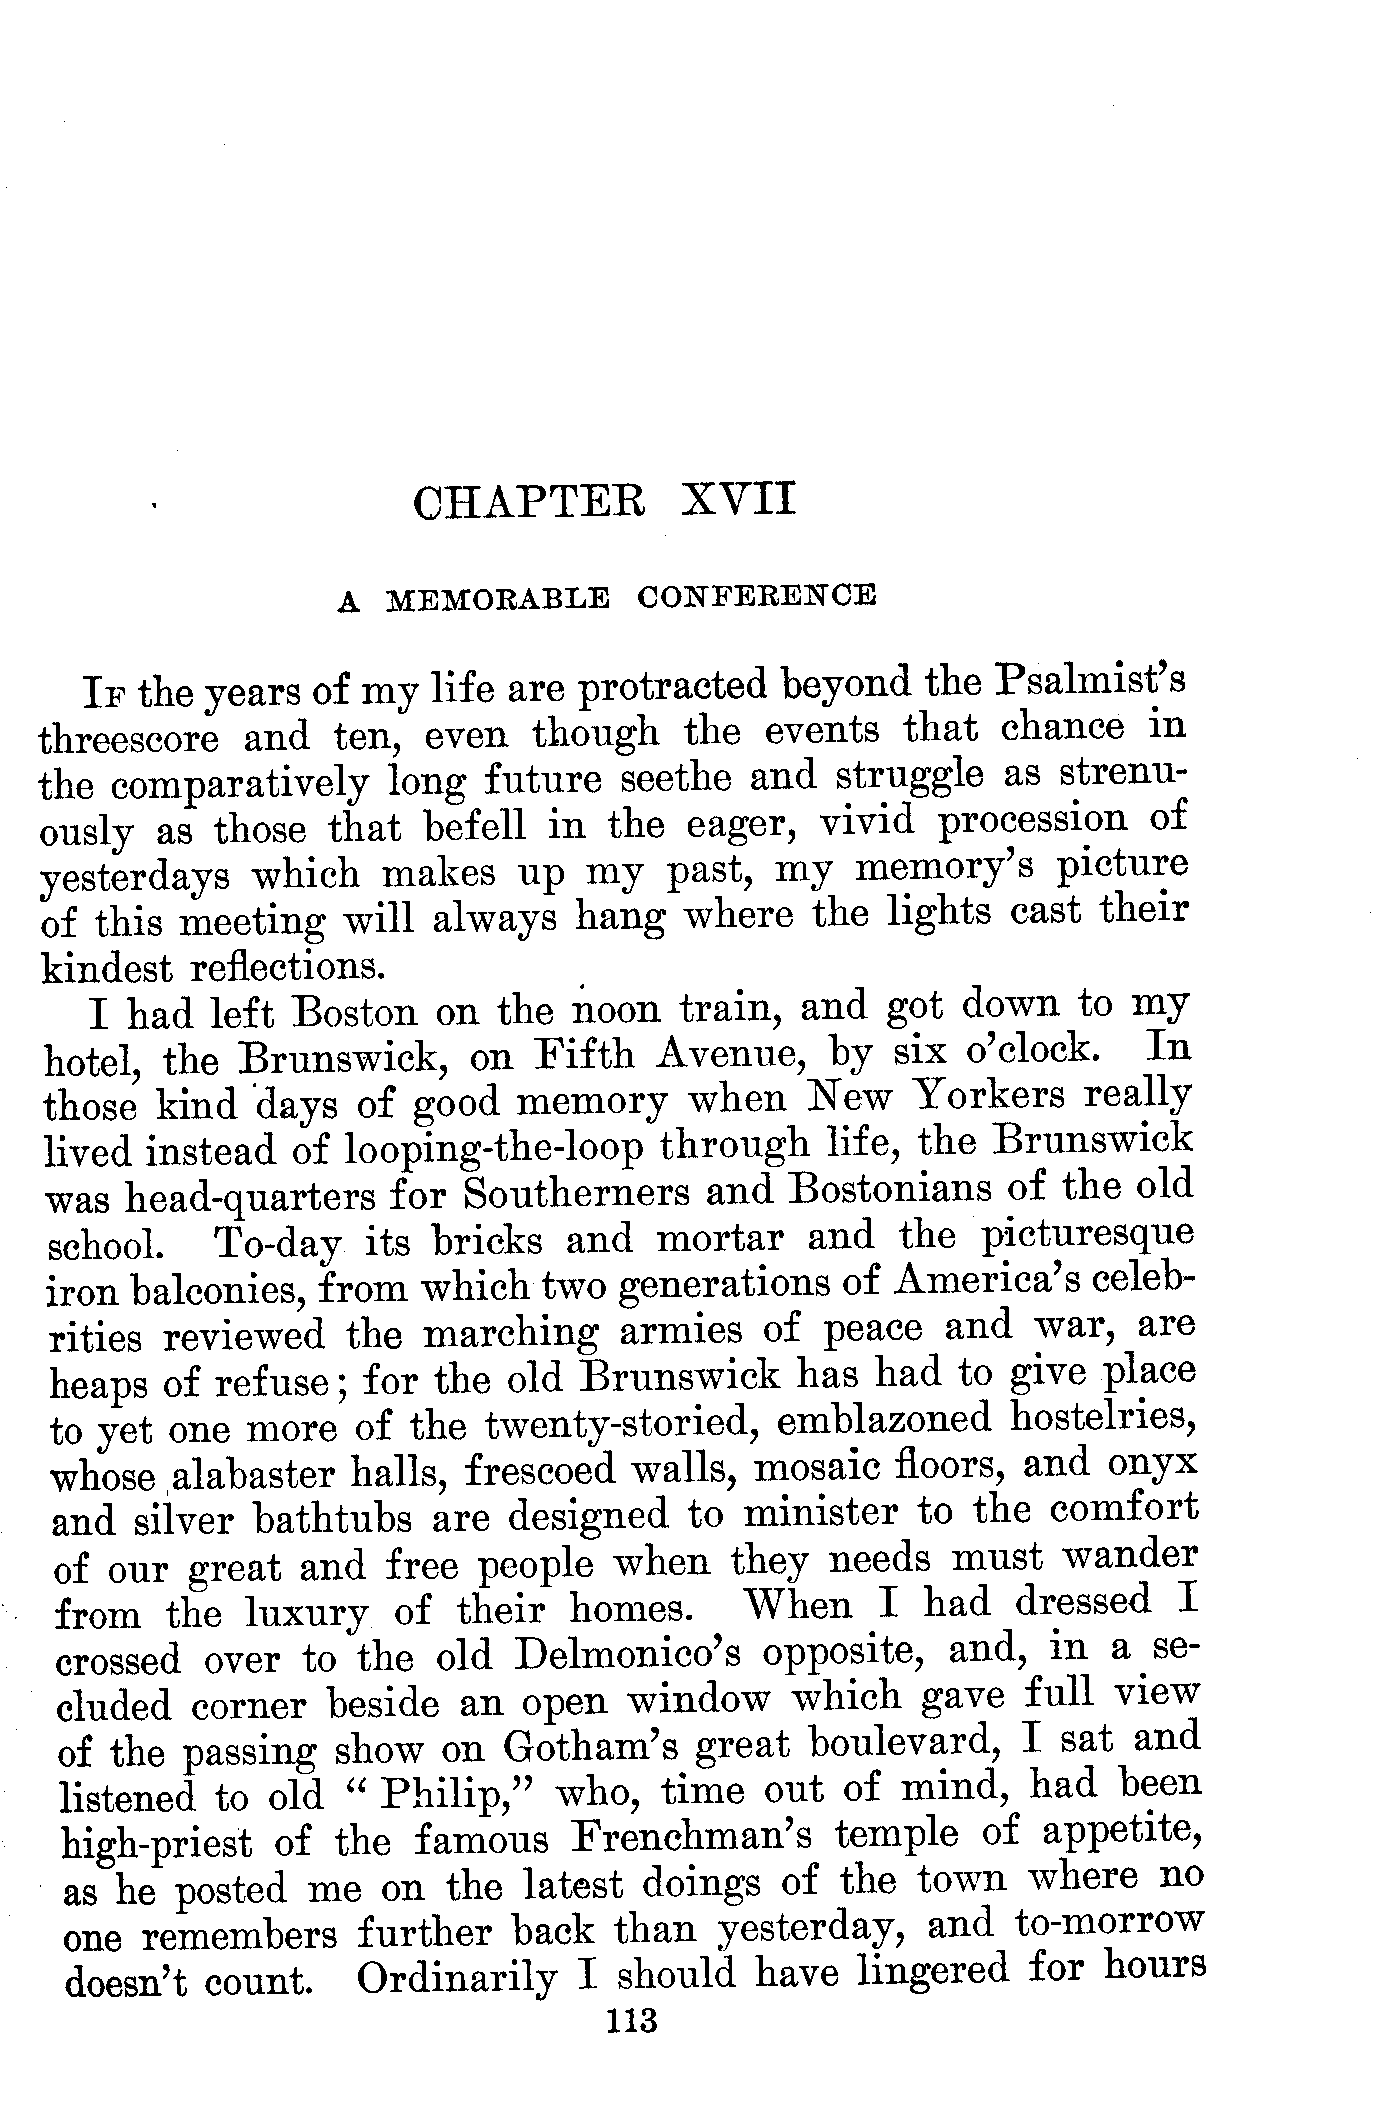 CHAPTER XVII
A MEMORABLE CONFERENCE
IF the years of my life are protracted beyond the Psalmist's
threescore and ten, even though the events that chance in
the comparatively long future seethe and struggle as strenu-
ously as those that befell in the eager, vivid procession of
yesterdays which makes up my past, my memory's picture
of this meeting will always hang where the lights cast their
kindest reflections.
I had left Boston on the noon train, and got down to my
hotel, the Brunswick, on Fifth Avenue, by six o'clock. In
those kind days of good memory when New Yorkers really
lived instead of looping-the-loop through life, the Brunswick
was head-quarters for Southerners and Bostonians of the old
school. To-day its bricks and mortar and the picturesque
iron balconies, from which two generations of America's celeb-
rities reviewed the marching armies of peace and war, are
heaps of refuse; for the old Brunswick has had to give place
to yet one more of the twenty-storied, emblazoned hostelries,
whose alabaster halls, frescoed walls, mosaic floors, and onyx
and silver bathtubs are designed to minister to the comfort
of our great and free people when they needs must wander
from the luxury of their homes. When I had dressed I
crossed over to the old Delmonico's opposite, and, in a se-
cluded corner beside an open window which gave full view
of the passing show on Gotham's great boulevard, I sat and
listened to old "Philip," who, time out of mind, had been
high-priest of the famous Frenchman's temple of appetite,
as he posted me on the latest doings of the town where no
one remembers further back than yesterday, and to-morrow
doesn't count. Ordinarily I should have lingered for hours
113